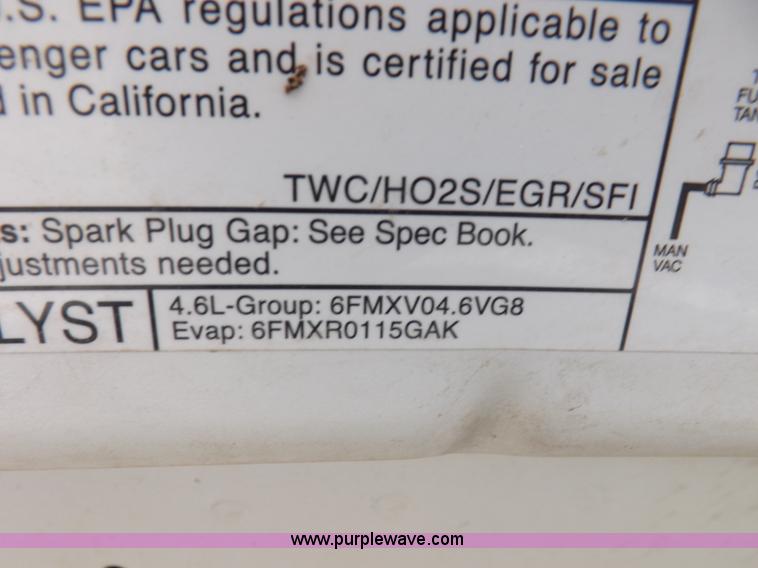 .S. EPA regulations applicable to
enger cars and is certified for sale
d in California.
TWC/HO2S/EGR/SFI
s: Spark Plug Gap: See Spec Book.
justments needed.
LYST
4.6L-Group: 6FMXV04.6VG8
Evap: 6FMXR0115GAK
T
FU
TAN
MAN
VAC
www.purplewave.com